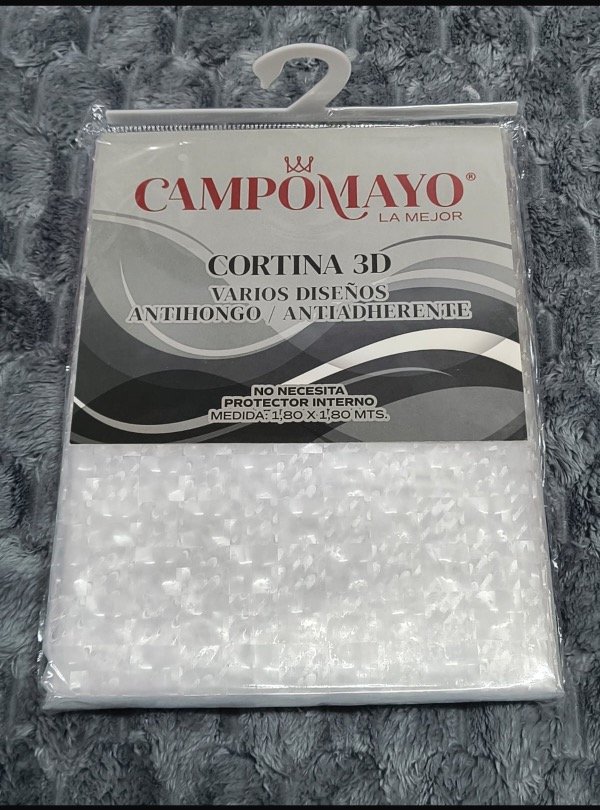 CAMPOMAYO®
LA MEJOR
CORTINA 3D
VARIOS DISEÑOS
ANTIHONGO / ANTIADHERENTE
NO NECESITA
PROTECTOR INTERNO
MEDIDA: 1,80 X 1,80 MTS.